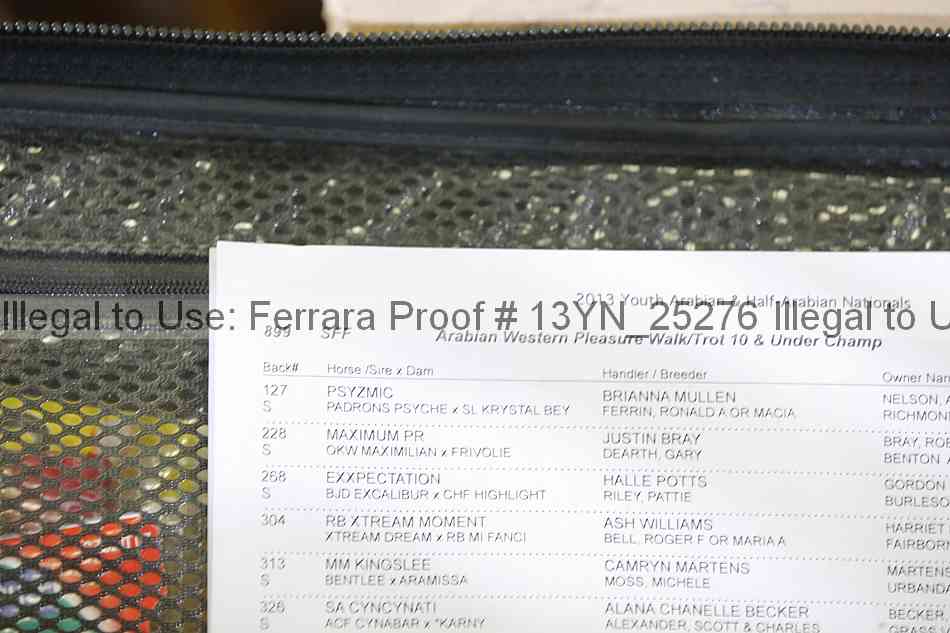 2013 Youth Arabian & Half-Arabian Nationals
Illegal to Use: Ferrara Proof # 13YN_25276 Illegal to U
899 SFF Arabian Western Pleasure Walk/Trot 10 & Under Champ
Back# Horse /Sire x Dam Handler / Breeder Owner Nam
127 PSYZMIC BRIANNA MULLEN NELSON, A
S PADRONS PSYCHE x SL KRYSTAL BEY FERRIN, RONALD A OR MACIA RICHMON
228 MAXIMUM PR JUSTIN BRAY BRAY, ROB
S OKW MAXIMILIAN x FRIVOLIE DEARTH, GARY BENTON
268 EXXPECTATION HALLE POTTS GORDON
S BJD EXCALIBUR x CHF HIGHLIGHT RILEY, PATTIE BURLESO
304 RB XTREAM MOMENT ASH WILLIAMS HARRIET
XTREAM DREAM x RB MI FANCI BELL, ROGER F OR MARIA A FAIRBORN
313 MM KINGSLEE CAMRYN MARTENS MARTENS
S BENTLEE x ARAMISSA MOSS, MICHELE URBANDA
326 SA CYNCYNATI ALANA CHANELLE BECKER BECKER
S ACF CYNABAR x *KARNY ALEXANDER, SCOTT & CHARLES